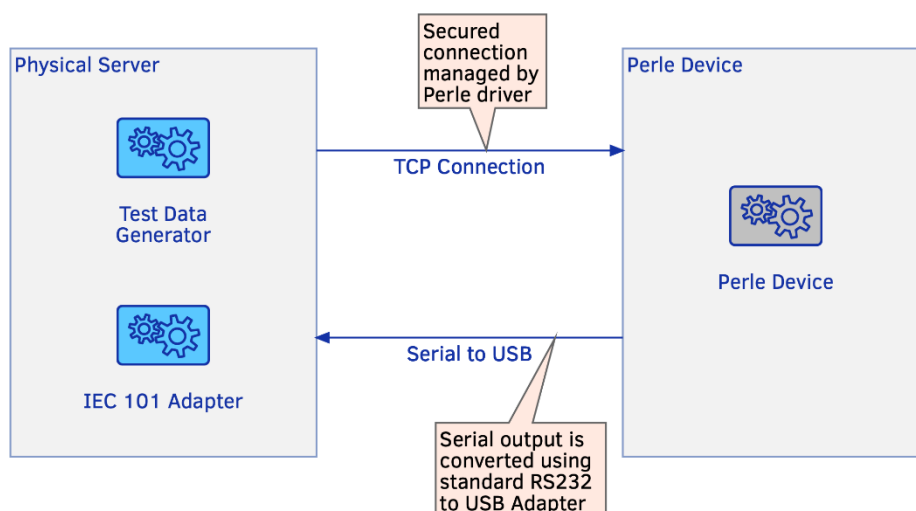 Secured
connection
managed by
Perle driver
Physical Server
Perle Device
TCP Connection
Test Data
Generator
Perle Device
Serial to USB
IEC 101 Adapter
Serial output is
converted using
standard RS232
to USB Adapter